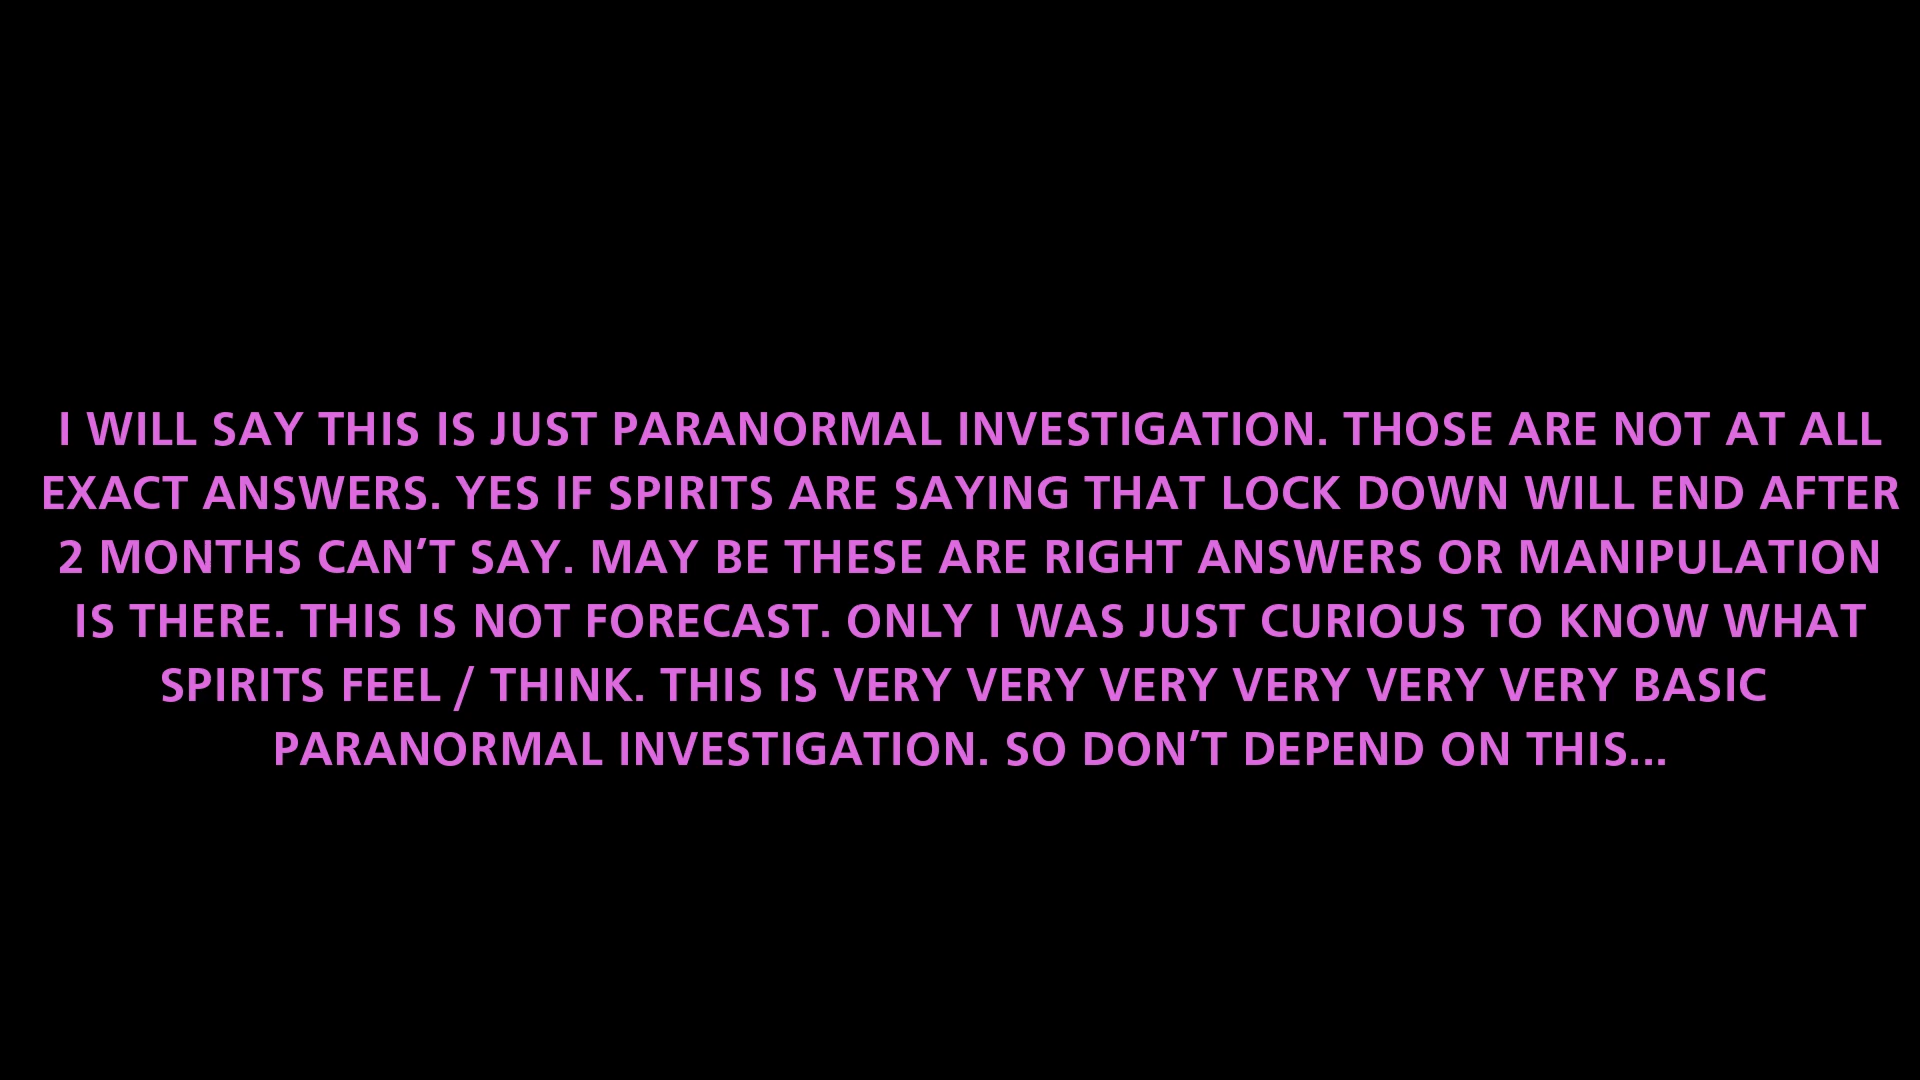 I WILL SAY THIS IS JUST PARANORMAL INVESTIGATION. THOSE ARE NOT AT ALL
EXACT ANSWERS. YES IF SPIRITS ARE SAYING THAT LOCK DOWN WILL END AFTER
2 MONTHS CAN’T SAY. MAY BE THESE ARE RIGHT ANSWERS OR MANIPULATION
IS THERE. THIS IS NOT FORECAST. ONLY I WAS JUST CURIOUS TO KNOW WHAT
SPIRITS FEEL / THINK. THIS IS VERY VERY VERY VERY VERY VERY BASIC
PARANORMAL INVESTIGATION. SO DON’T DEPEND ON THIS...